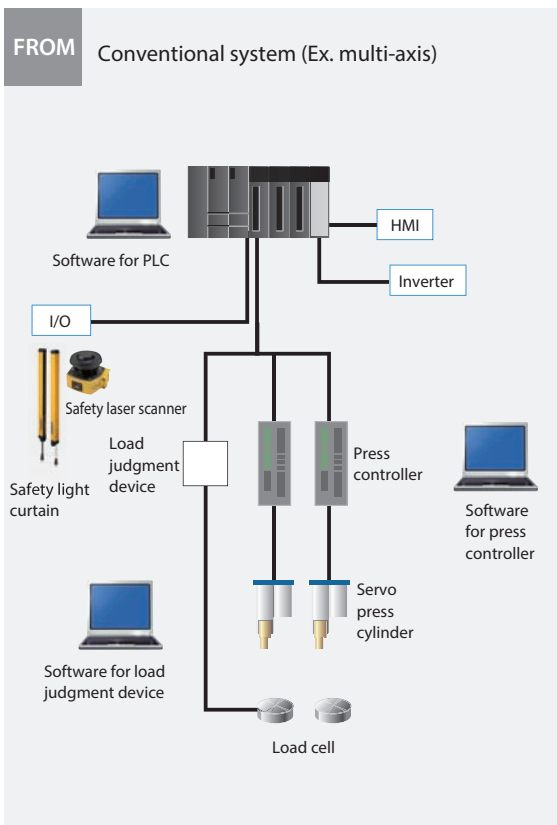 FROM
Conventional system (Ex. multi-axis)
Software for PLC
HMI
Inverter
I/O
Safety laser scanner
Load
judgment
device
Press
controller
Safety light
curtain
Software
for press
controller
Servo
press
cylinder
Software for load
judgment device
Load cell